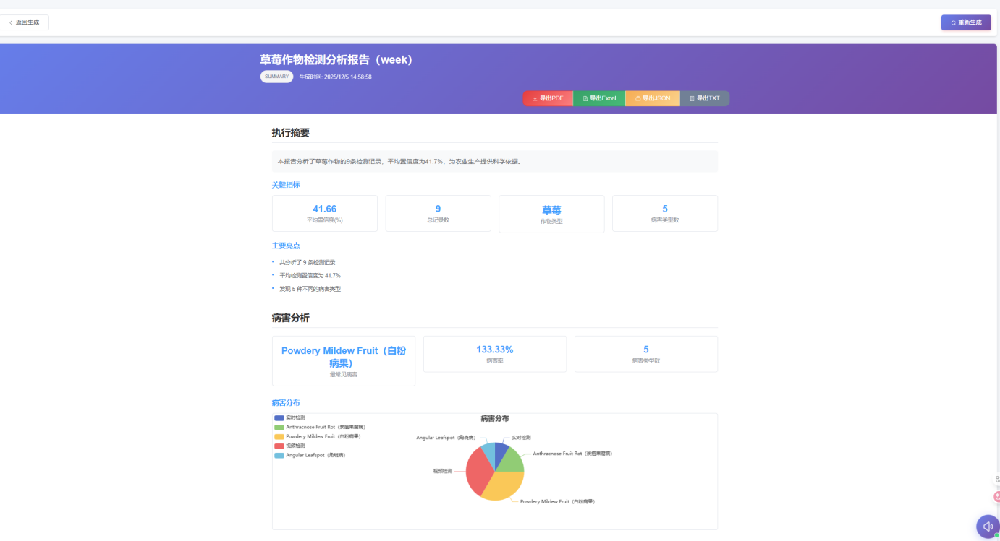 返回生成
重新生成
草莓作物检测分析报告（week）
SUMMARY 生成时间: 2025/12/5 14:58:58
导出PDF 导出Excel 导出JSON 导出TXT
执行摘要
本报告分析了草莓作物的9条检测记录，平均置信度为41.7%，为农业生产提供科学依据。
关键指标
41.66
平均置信度(%)
9
总记录数
草莓
作物类型
5
病害类型数
主要亮点
共分析了 9 条检测记录
平均检测置信度为 41.7%
发现 5 种不同的病害类型
病害分析
Powdery Mildew Fruit（白粉
病果）
最常见病害
133.33%
病害率
5
病害类型数
病害分布
病害分布
实时检测
Anthracnose Fruit Rot（炭疽果腐病）
Powdery Mildew Fruit（白粉病果）
视频检测
Angular Leafspot（角斑病）
Angular Leafspot（角斑病）
实时检测
Anthracnose Fruit Rot（炭疽果腐病）
视频检测
Powdery Mildew Fruit（白粉病果）